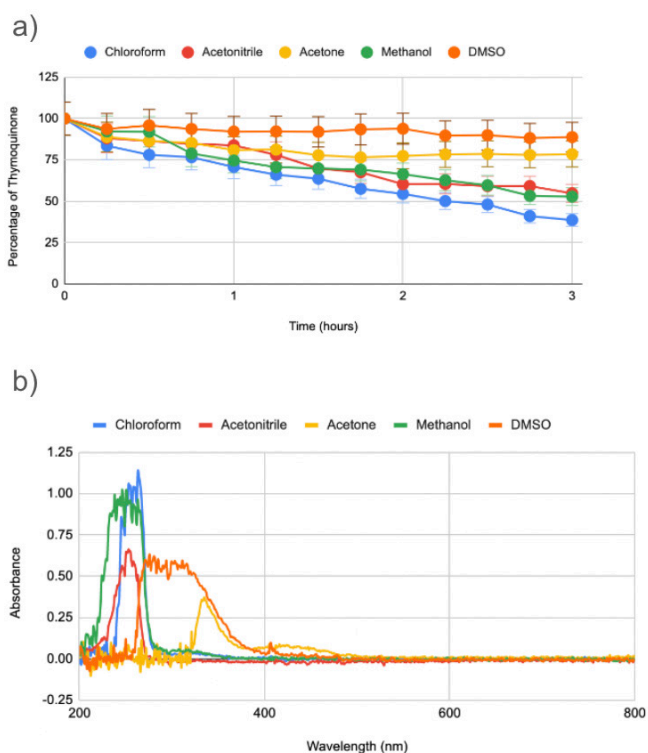 a)
Chloroform Acetonitrile Acetone Methanol DMSO
125
100
75
50
25
0
Percentage of Thymoquinone
0 1 2 3
Time (hours)
b)
Chloroform Acetonitrile Acetone Methanol DMSO
1.25
1.00
0.75
0.50
0.25
0.00
-0.25
Absorbance
200 400 600 800
Wavelength (nm)